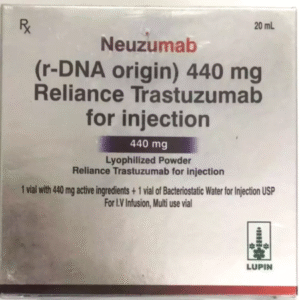 Rx
20 mL
Neuzumab
(r-DNA origin) 440 mg
Reliance Trastuzumab
for injection
440 mg
Lyophilized Powder
Reliance Trastuzumab for injection
1 vial with 440 mg active ingredients + 1 vial of Bacteriostatic Water for Injection USP
For I.V Infusion, Multi use vial
LUPIN